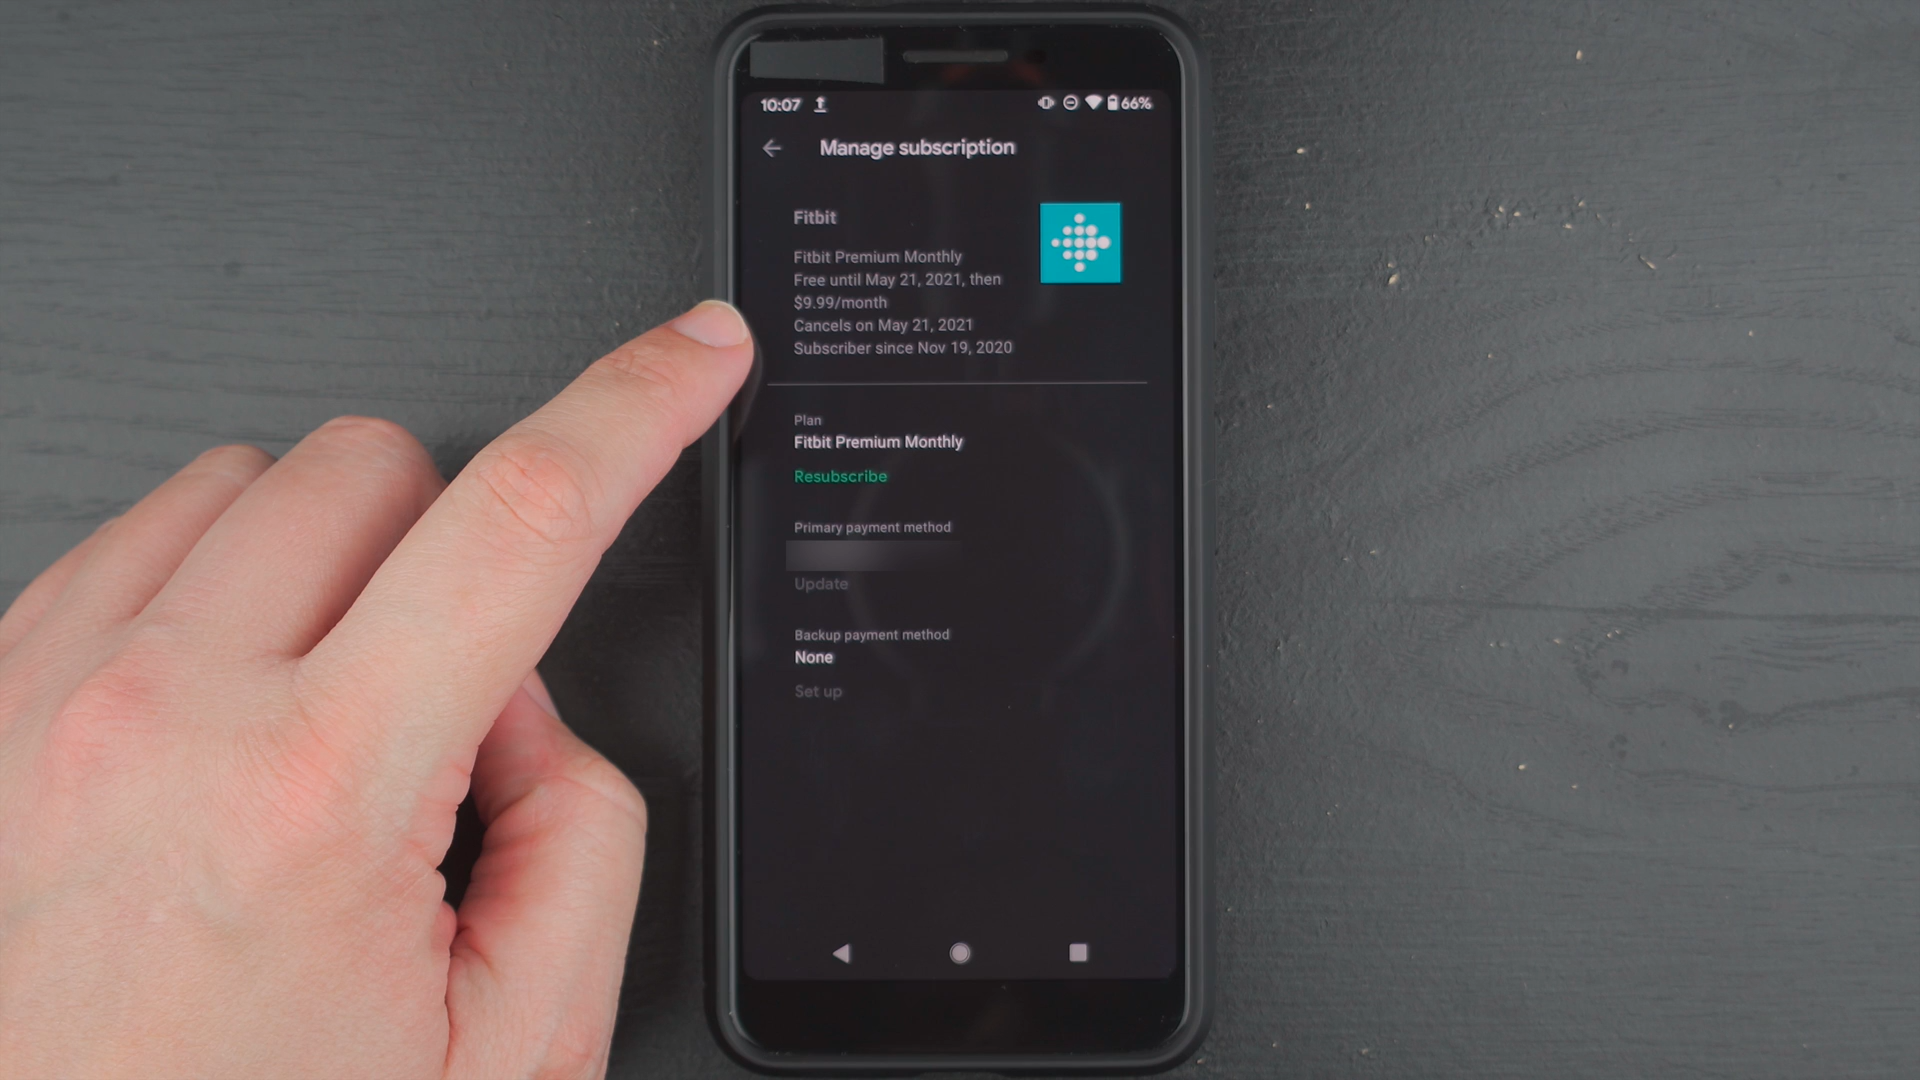 10:07 66%
Manage subscription
Fitbit
Fitbit Premium Monthly
Free until May 21, 2021, then
$9.99/month
Cancels on May 21, 2021
Subscriber since Nov 19, 2020
Plan
Fitbit Premium Monthly
Resubscribe
Primary payment method
Update
Backup payment method
None
Set up